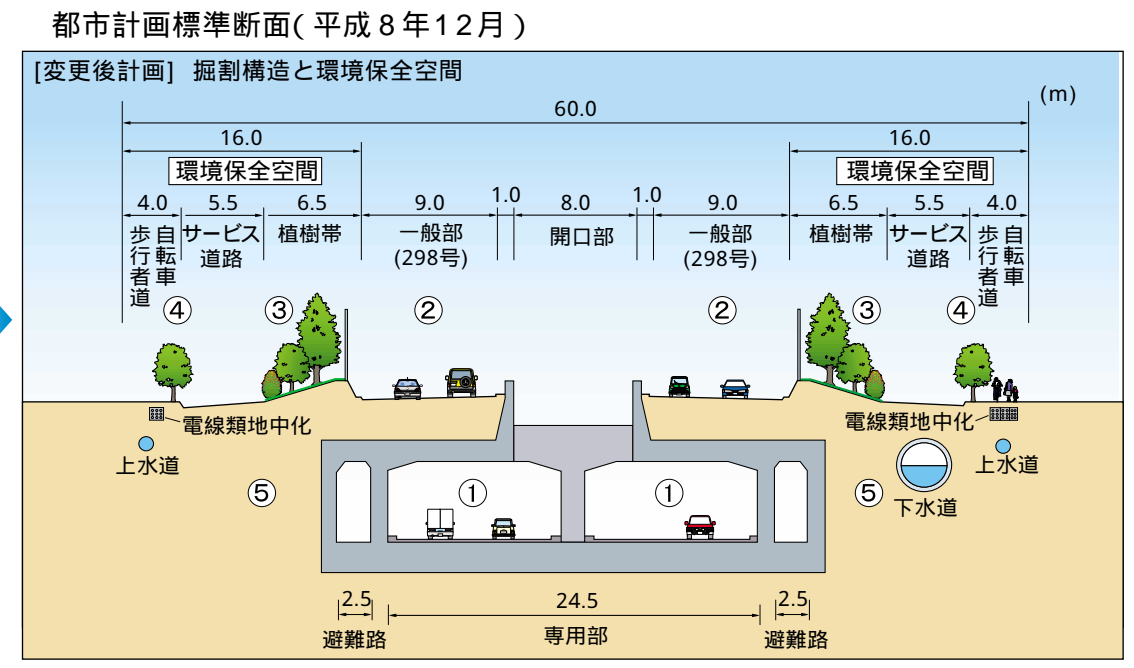 都市計画標準断面(平成８年12月)
[変更後計画] 掘割構造と環境保全空間
(m)
60.0
16.0 16.0
環境保全空間 環境保全空間
4.0 5.5 6.5 9.0 1.0 8.0 1.0 9.0 6.5 5.5 4.0
自転車歩行者道 サービス道路 植樹帯 一般部(298号) 開口部 一般部(298号) 植樹帯 サービス道路 自転車歩行者道
④ ③ ② ② ③ ④
電線類地中化 電線類地中化
上水道 上水道
⑤ ① ① ⑤
下水道
2.5 24.5 2.5
避難路 専用部 避難路